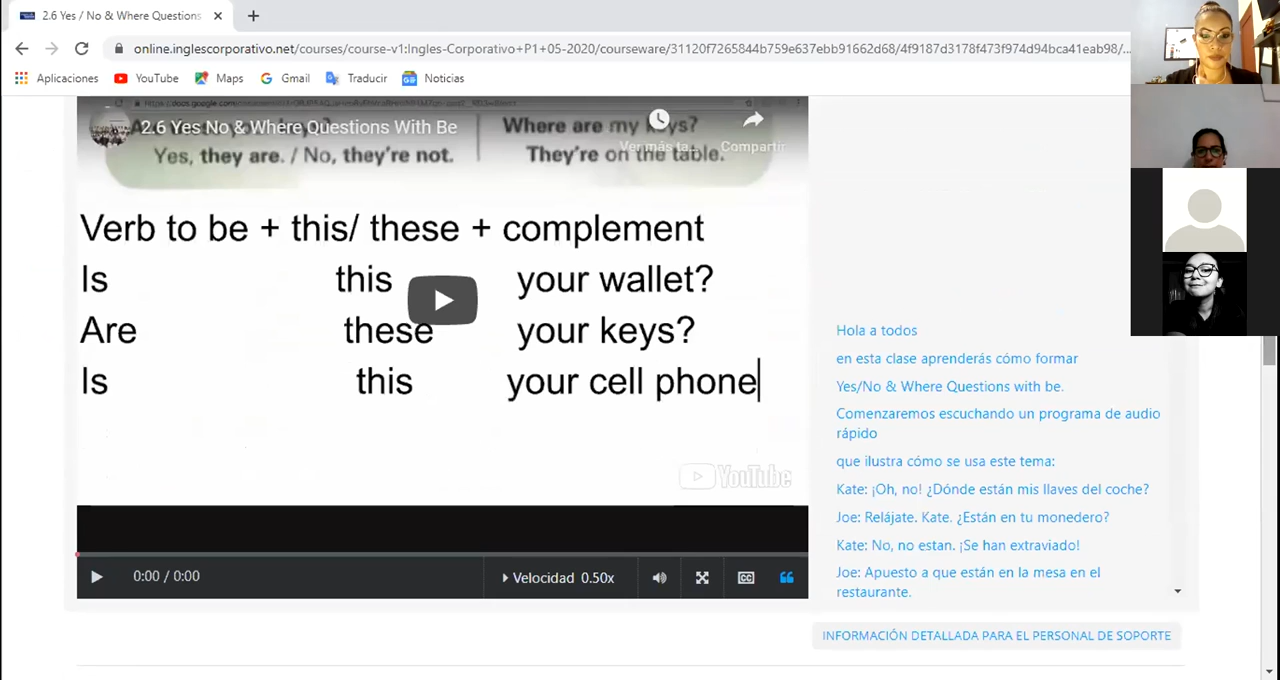 2.6 Yes / No & Where Questions
online.inglescorporativo.net/courses/course-v1:Ingles-Corporativo+P1+05-2020/courseware/31120f7265844b759e637ebb91662d68/4f9187d3178f473f974d94bca41eab98/...
Aplicaciones YouTube Maps Gmail Traducir Noticias
2.6 Yes No & Where Questions With Be
Where are my keys?
Ver más ta... Compartir
Yes, they are. / No, they're not. They're on the table.
Verb to be + this/ these + complement
Is this your wallet?
Are these your keys?
Is this your cell phone
YouTube
0:00 / 0:00 Velocidad 0.50x CC
Hola a todos
en esta clase aprenderás cómo formar
Yes/No & Where Questions with be.
Comenzaremos escuchando un programa de audio
rápido
que ilustra cómo se usa este tema:
Kate: ¡Oh, no! ¿Dónde están mis llaves del coche?
Joe: Relájate. Kate. ¿Están en tu monedero?
Kate: No, no estan. ¡Se han extraviado!
Joe: Apuesto a que están en la mesa en el
restaurante.
INFORMACIÓN DETALLADA PARA EL PERSONAL DE SOPORTE